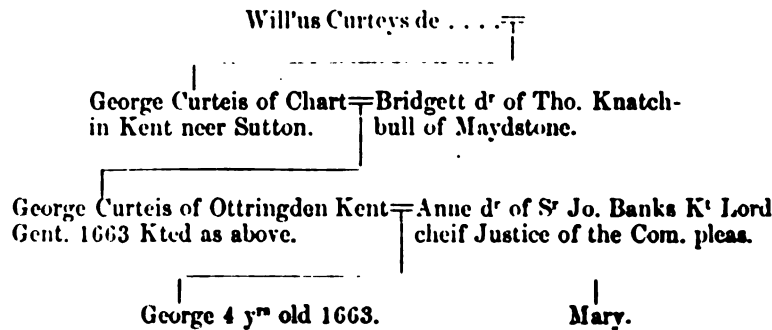 Will'us Curteys de . . . .
George Curteis of Chart Bridgett dʳ of Tho. Knatch-
in Kent neer Sutton. bull of Maydstone.
George Curteis of Ottringden Kent Anne dʳ of Sʳ Jo. Banks Kᵗ Lord
Gent. 1663 Kted as above. cheif Justice of the Com. pleas.
George 4 yʳˢ old 1663. Mary.